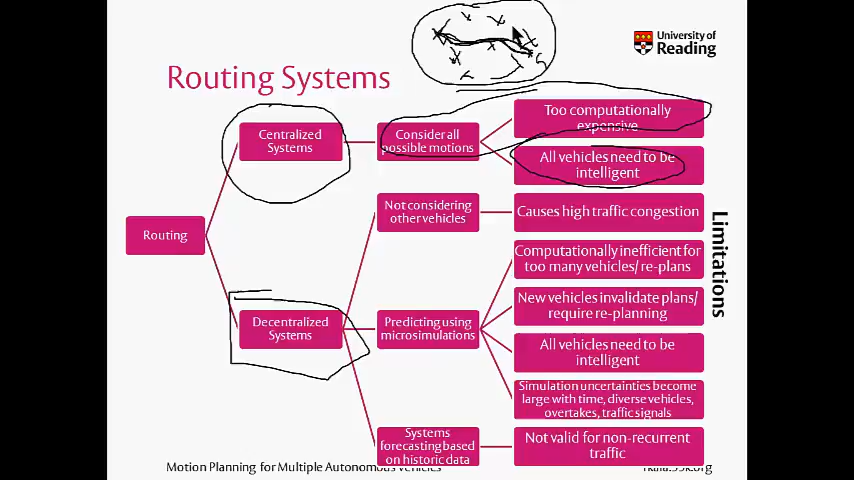 University of
Reading
Routing Systems
Too computationally
expensive
Centralized
Systems
Consider all
possible motions
All vehicles need to be
intelligent
Not considering
other vehicles
Causes high traffic congestion
Routing
Computationally inefficient for
too many vehicles/ re-plans
New vehicles invalidate plans/
require re-planning
Decentralized
Systems
Predicting using
microsimulations
All vehicles need to be
intelligent
Simulation uncertainties become
large with time, diverse vehicles,
overtakes, traffic signals
Systems
forecasting based
on historic data
Not valid for non-recurrent
traffic
Limitations
Motion Planning for Multiple Autonomous Vehicles